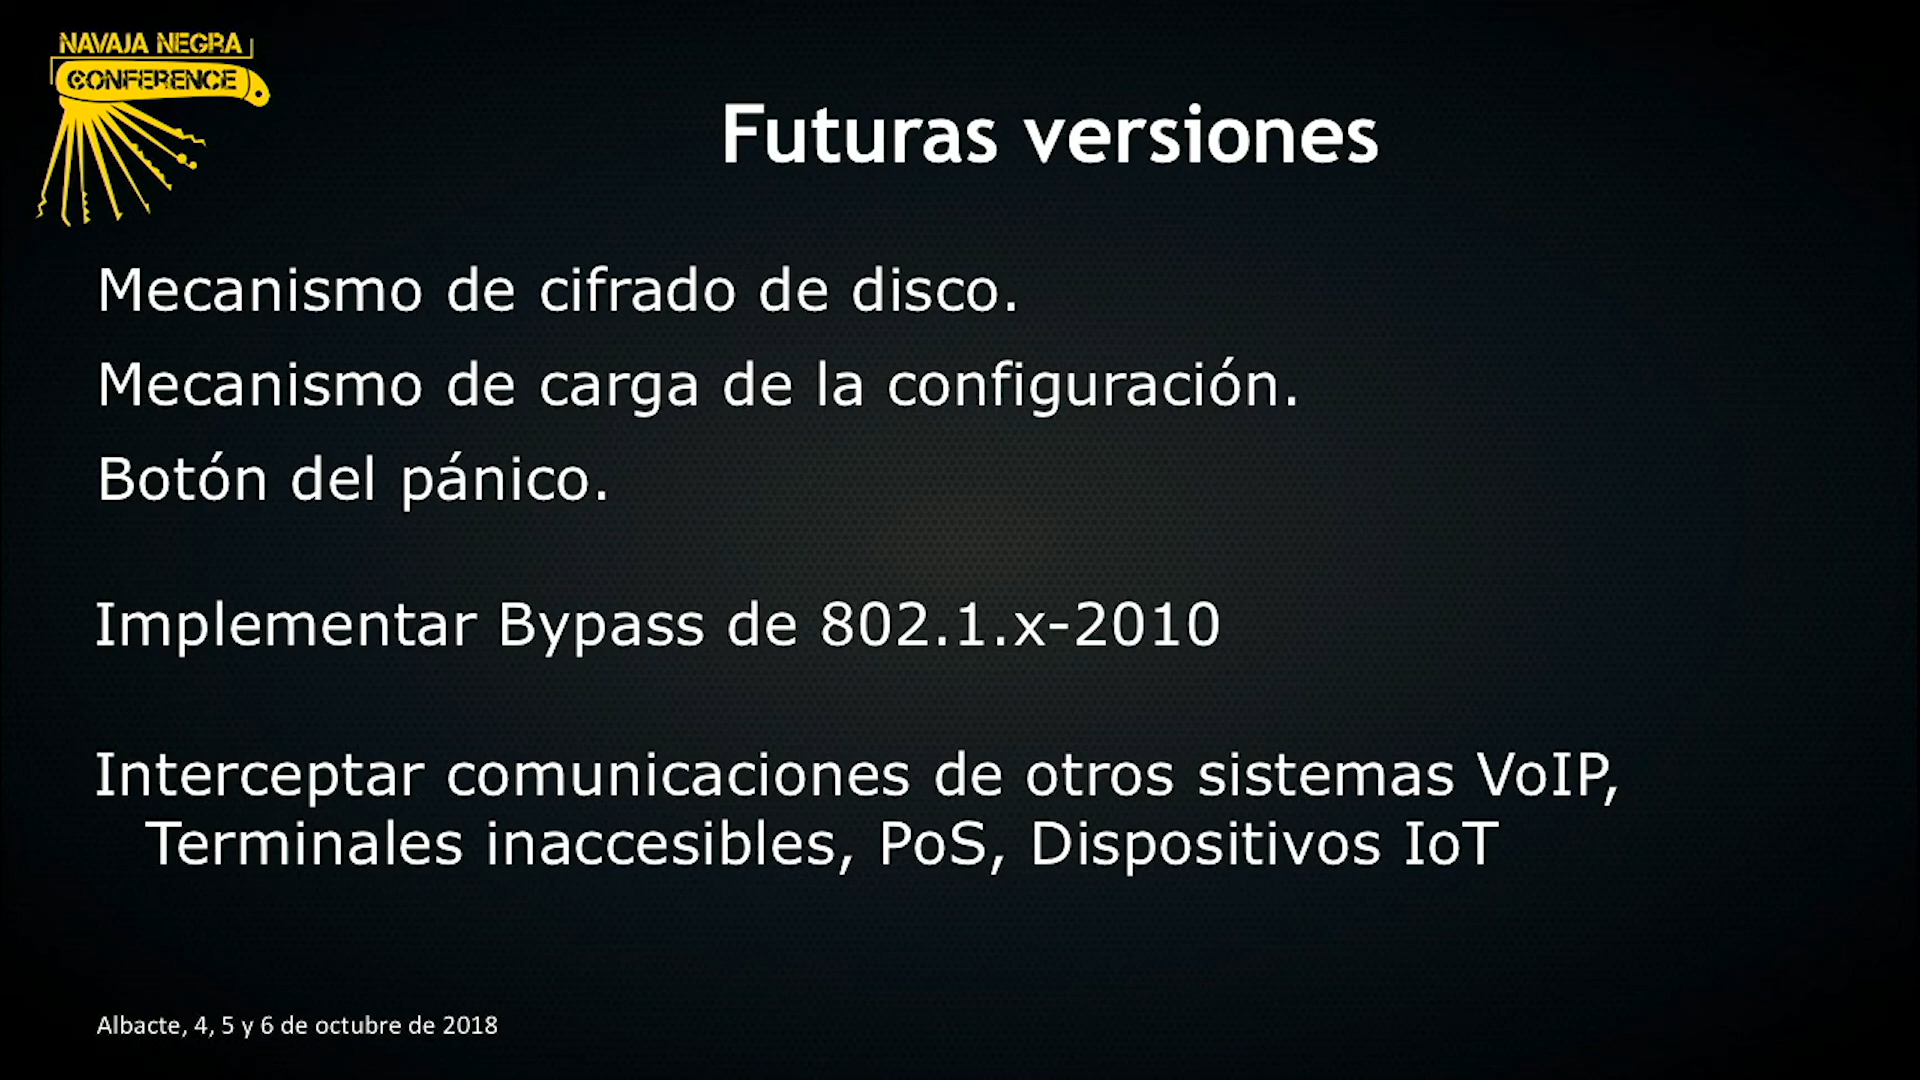 NAVAJA NEGRA
CONFERENCE
Futuras versiones
Mecanismo de cifrado de disco.
Mecanismo de carga de la configuración.
Botón del pánico.
Implementar Bypass de 802.1.x-2010
Interceptar comunicaciones de otros sistemas VoIP,
Terminales inaccesibles, PoS, Dispositivos IoT
Albacte, 4, 5 y 6 de octubre de 2018